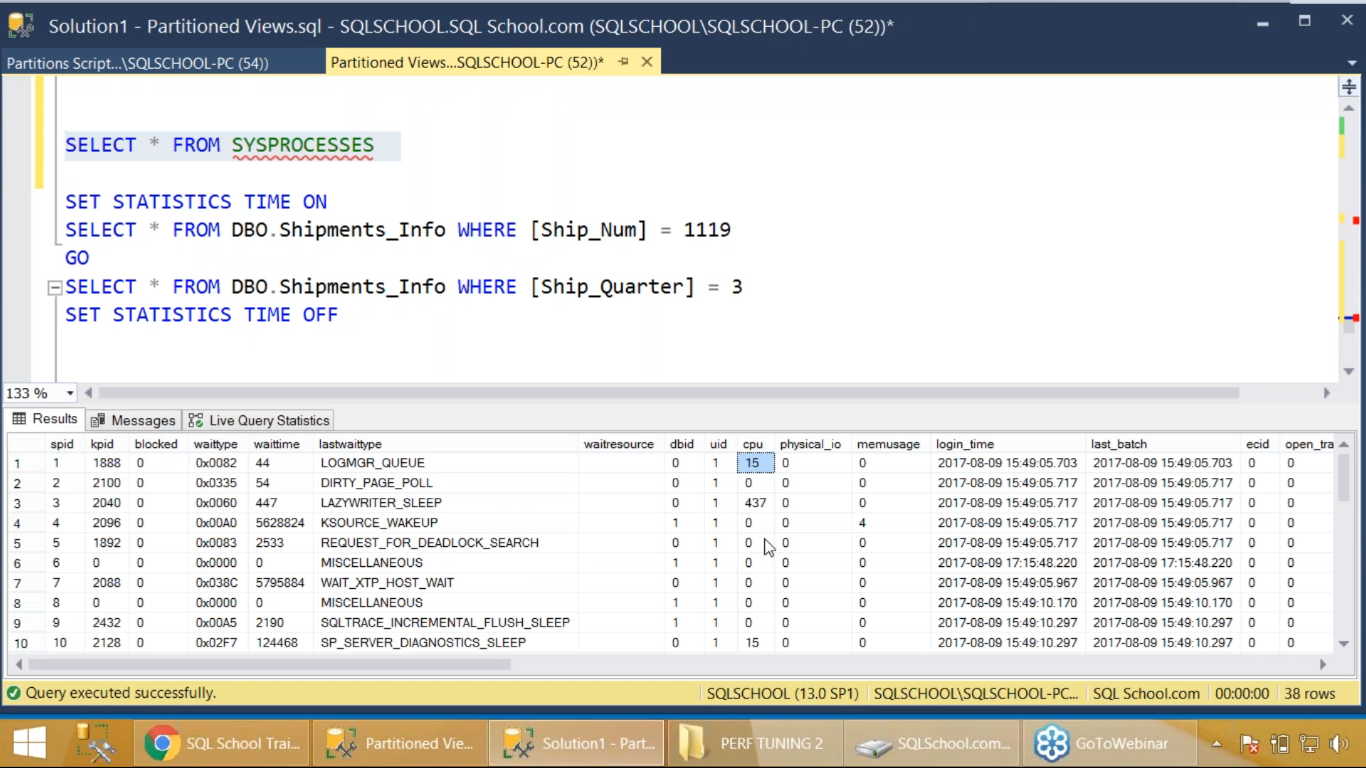 Solution1 - Partitioned Views.sql - SQLSCHOOL.SQL School.com (SQLSCHOOL\SQLSCHOOL-PC (52))*
Partitions Script...\SQLSCHOOL-PC (54))
Partitioned Views...SQLSCHOOL-PC (52))*
SELECT * FROM SYSPROCESSES
SET STATISTICS TIME ON
SELECT * FROM DBO.Shipments_Info WHERE [Ship_Num] = 1119
GO
SELECT * FROM DBO.Shipments_Info WHERE [Ship_Quarter] = 3
SET STATISTICS TIME OFF
133 %
Results Messages Live Query Statistics
spid kpid blocked waittype waittime lastwaittype waitresource dbid uid cpu physical_io memusage login_time last_batch ecid open_tra
1 1 1888 0 0x0082 44 LOGMGR_QUEUE 0 1 15 0 0 2017-08-09 15:49:05.703 2017-08-09 15:49:05.703 0 0
2 2 2100 0 0x0335 54 DIRTY_PAGE_POLL 0 1 0 0 0 2017-08-09 15:49:05.717 2017-08-09 15:49:05.717 0 0
3 3 2040 0 0x0060 447 LAZYWRITER_SLEEP 0 1 437 0 0 2017-08-09 15:49:05.717 2017-08-09 15:49:05.717 0 0
4 4 2096 0 0x00A0 5628824 KSOURCE_WAKEUP 1 1 0 0 4 2017-08-09 15:49:05.717 2017-08-09 15:49:05.717 0 0
5 5 1892 0 0x0083 2533 REQUEST_FOR_DEADLOCK_SEARCH 0 1 0 0 0 2017-08-09 15:49:05.717 2017-08-09 15:49:05.717 0 0
6 6 0 0 0x0000 0 MISCELLANEOUS 1 1 0 0 0 2017-08-09 17:15:48.220 2017-08-09 17:15:48.220 0 0
7 7 2088 0 0x038C 5795884 WAIT_XTP_HOST_WAIT 0 1 0 0 0 2017-08-09 15:49:05.967 2017-08-09 15:49:05.967 0 0
8 8 0 0 0x0000 0 MISCELLANEOUS 1 1 0 0 0 2017-08-09 15:49:10.170 2017-08-09 15:49:10.170 0 0
9 9 2432 0 0x00A5 2190 SQLTRACE_INCREMENTAL_FLUSH_SLEEP 1 1 0 0 0 2017-08-09 15:49:10.297 2017-08-09 15:49:10.297 0 0
10 10 2128 0 0x02F7 124468 SP_SERVER_DIAGNOSTICS_SLEEP 0 1 15 0 0 2017-08-09 15:49:10.297 2017-08-09 15:49:10.297 0 0
Query executed successfully. SQLSCHOOL (13.0 SP1) SQLSCHOOL\SQLSCHOOL-PC... SQL School.com 00:00:00 38 rows
SQL School Trai... Partitioned Vie... Solution1 - Part... PERF TUNING 2 SQLSchool.com... GoToWebinar